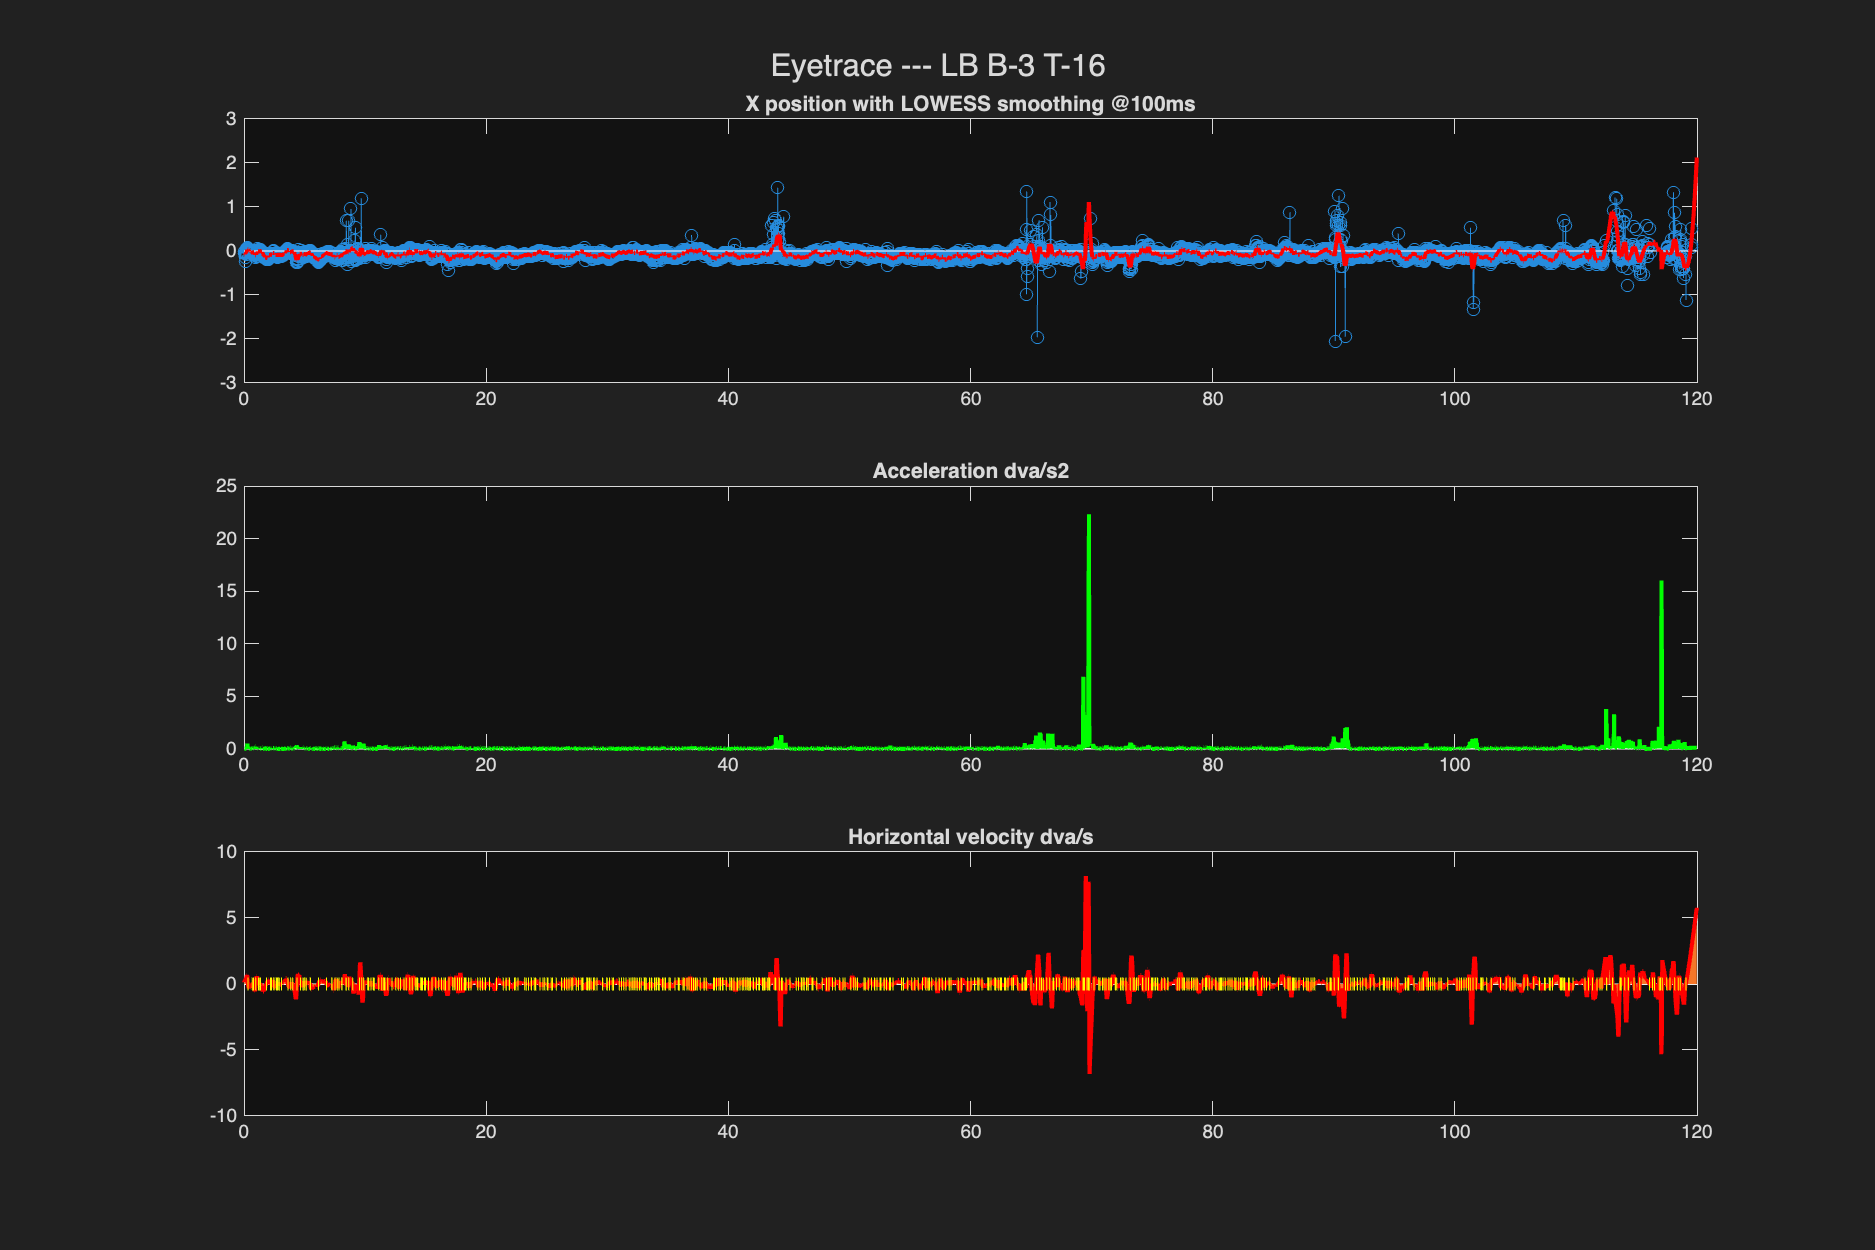 Eyetrace --- LB B-3 T-16
X position with LOWESS smoothing @100ms
3
2
1
0
-1
-2
-3
0 20 40 60 80 100 120
Acceleration dva/s2
25
20
15
10
5
0
0 20 40 60 80 100 120
Horizontal velocity dva/s
10
5
0
-5
-10
0 20 40 60 80 100 120